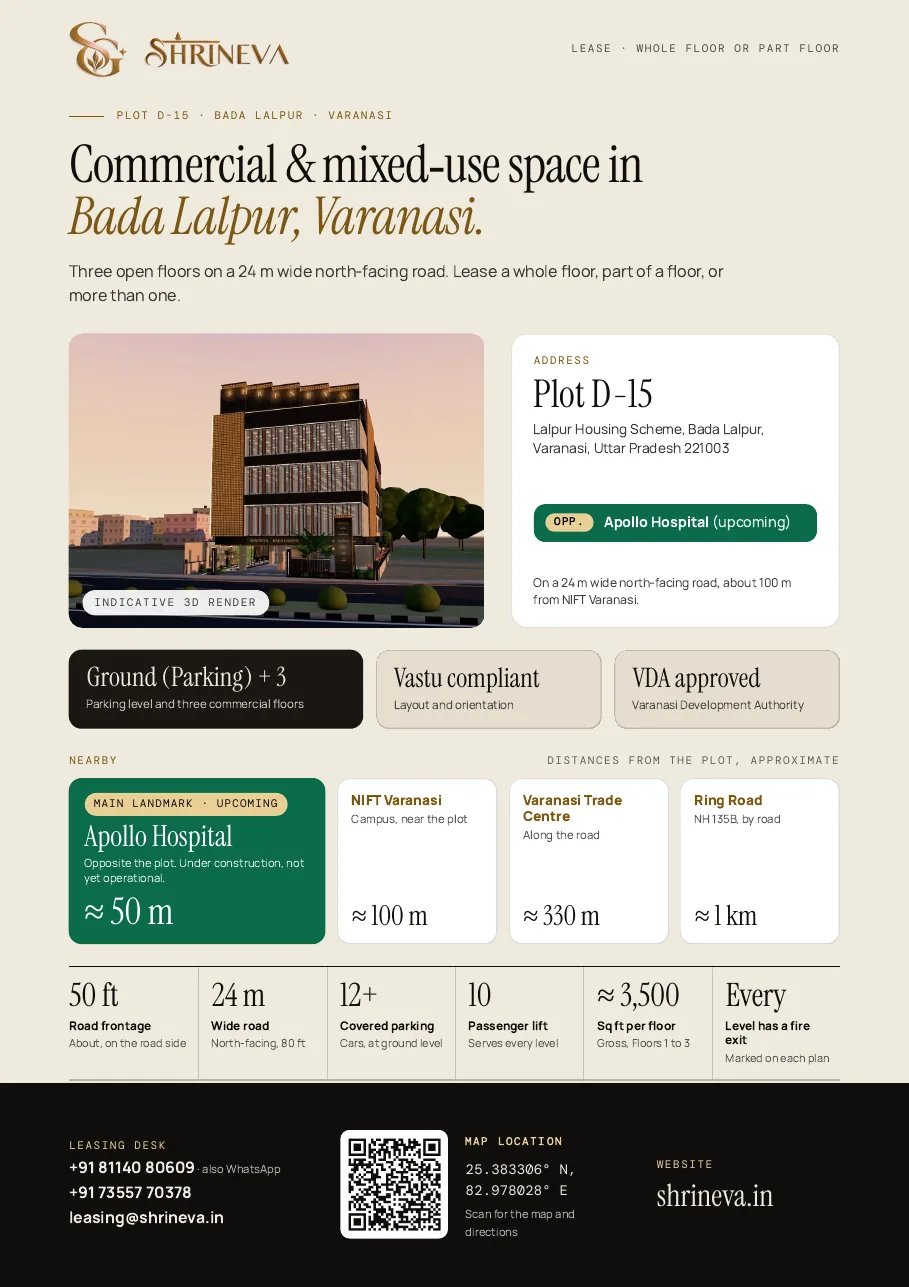 SHRINEVA
LEASE · WHOLE FLOOR OR PART FLOOR
PLOT D-15 · BADA LALPUR · VARANASI
Commercial & mixed-use space in
Bada Lalpur, Varanasi.
Three open floors on a 24 m wide north-facing road. Lease a whole floor, part of a floor, or
more than one.
SHRINEVA
INDICATIVE 3D RENDER
ADDRESS
Plot D-15
Lalpur Housing Scheme, Bada Lalpur,
Varanasi, Uttar Pradesh 221003
OPP. Apollo Hospital (upcoming)
On a 24 m wide north-facing road, about 100 m
from NIFT Varanasi.
Ground (Parking) + 3
Parking level and three commercial floors
Vastu compliant
Layout and orientation
VDA approved
Varanasi Development Authority
NEARBY
DISTANCES FROM THE PLOT, APPROXIMATE
MAIN LANDMARK · UPCOMING
Apollo Hospital
Opposite the plot. Under construction, not
yet operational.
≈ 50 m
NIFT Varanasi
Campus, near the plot
≈ 100 m
Varanasi Trade
Centre
Along the road
≈ 330 m
Ring Road
NH 135B, by road
≈ 1 km
50 ft
Road frontage
About, on the road side
24 m
Wide road
North-facing, 80 ft
12+
Covered parking
Cars, at ground level
10
Passenger lift
Serves every level
≈ 3,500
Sq ft per floor
Gross, Floors 1 to 3
Every
Level has a fire
exit
Marked on each plan
LEASING DESK
+91 81140 80609 · also WhatsApp
+91 73557 70378
leasing@shrineva.in
MAP LOCATION
25.383306° N,
82.978028° E
Scan for the map and
directions
WEBSITE
shrineva.in